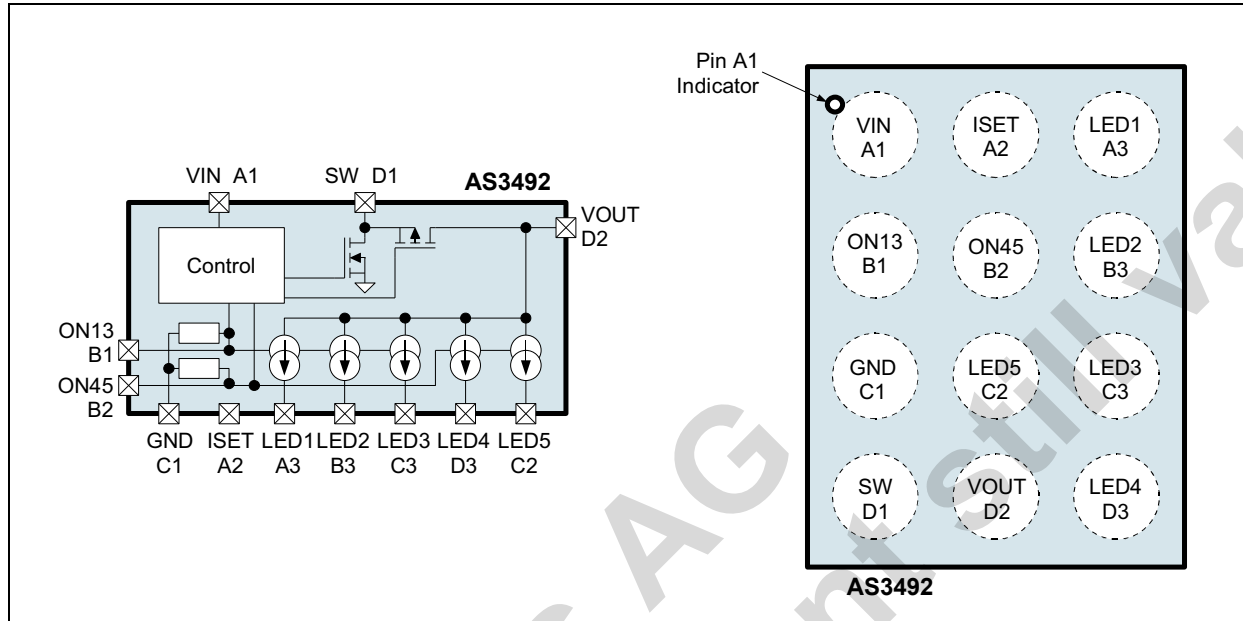 Pin A1
Indicator
VIN
A1
ISET
A2
LED1
A3
VIN A1
SW D1
AS3492
VOUT
D2
Control
ON13
B1
ON45
B2
GND
C1
ISET
A2
LED1
A3
LED2
B3
LED3
C3
LED4
D3
LED5
C2
ON13
B1
ON45
B2
LED2
B3
GND
C1
LED5
C2
LED3
C3
SW
D1
VOUT
D2
LED4
D3
AS3492
AG
still